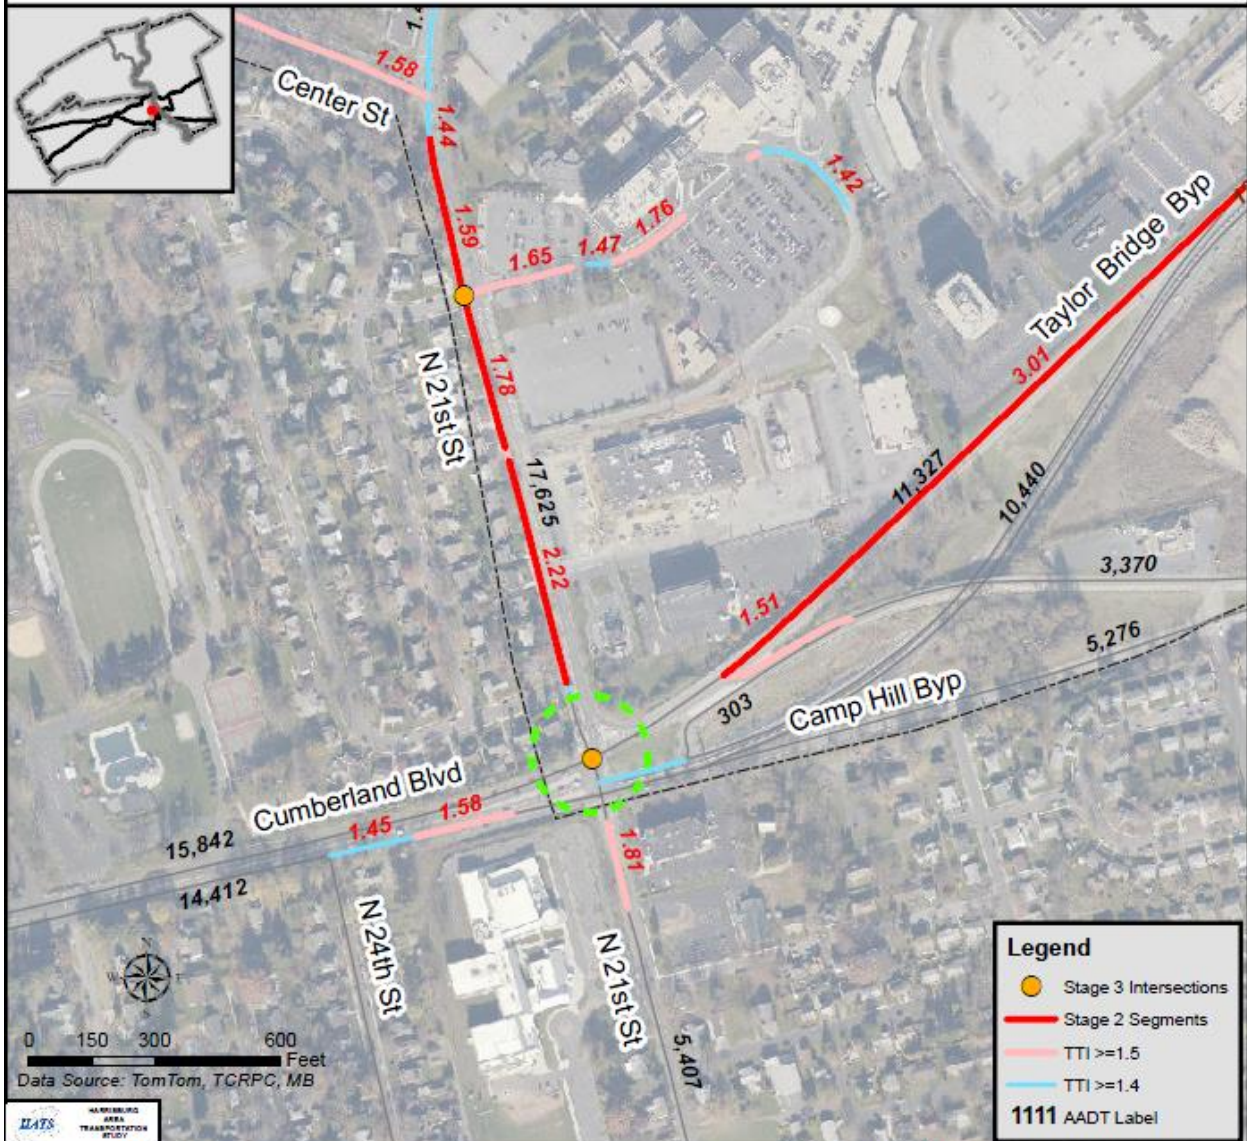 1.58
Center St
1.44
1.59
1.65
1.47
1.76
1.42
Taylor Bridge Byp
3.01
N 21st St
1.78
17,625
2.22
11,327
10,440
3,370
1.51
5,276
303
Camp Hill Byp
Cumberland Blvd
1.58
1.45
15,842
14,412
1.81
N 24th St
N 21st St
5,407
N
W
E
S
0 150 300 600
Feet
Data Source: TomTom, TCRPC, MB
HATS
HARRISBURG
AREA
TRANSPORTATION
STUDY
Legend
Stage 3 Intersections
Stage 2 Segments
TTI >=1.5
TTI >=1.4
1111 AADT Label